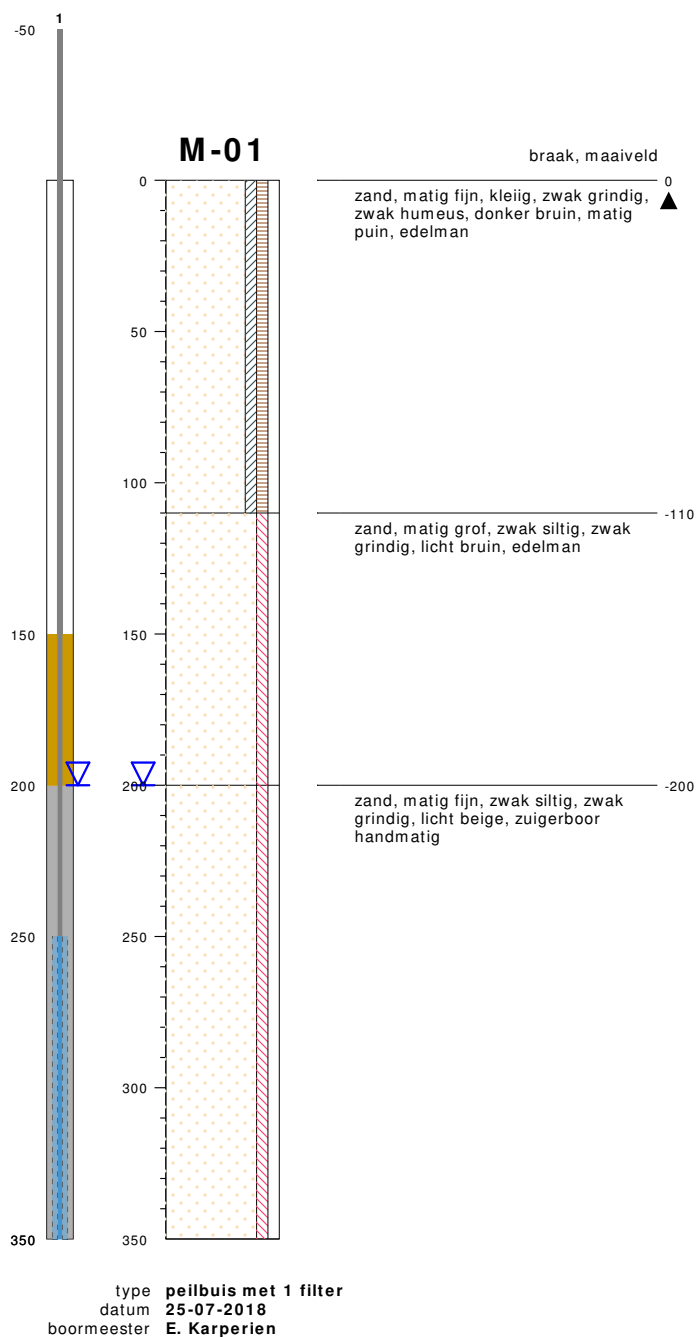 1
-50
M-01
braak, maaiveld
0
0
zand, matig fijn, kleiig, zwak grindig,
zwak humeus, donker bruin, matig
puin, edelman
50
100
-110
zand, matig grof, zwak siltig, zwak
grindig, licht bruin, edelman
150
150
200
200
-200
zand, matig fijn, zwak siltig, zwak
grindig, licht beige, zuigerboor
handmatig
250
250
300
300
350
350
type peilbuis met 1 filter
datum 25-07-2018
boormeester E. Karperien